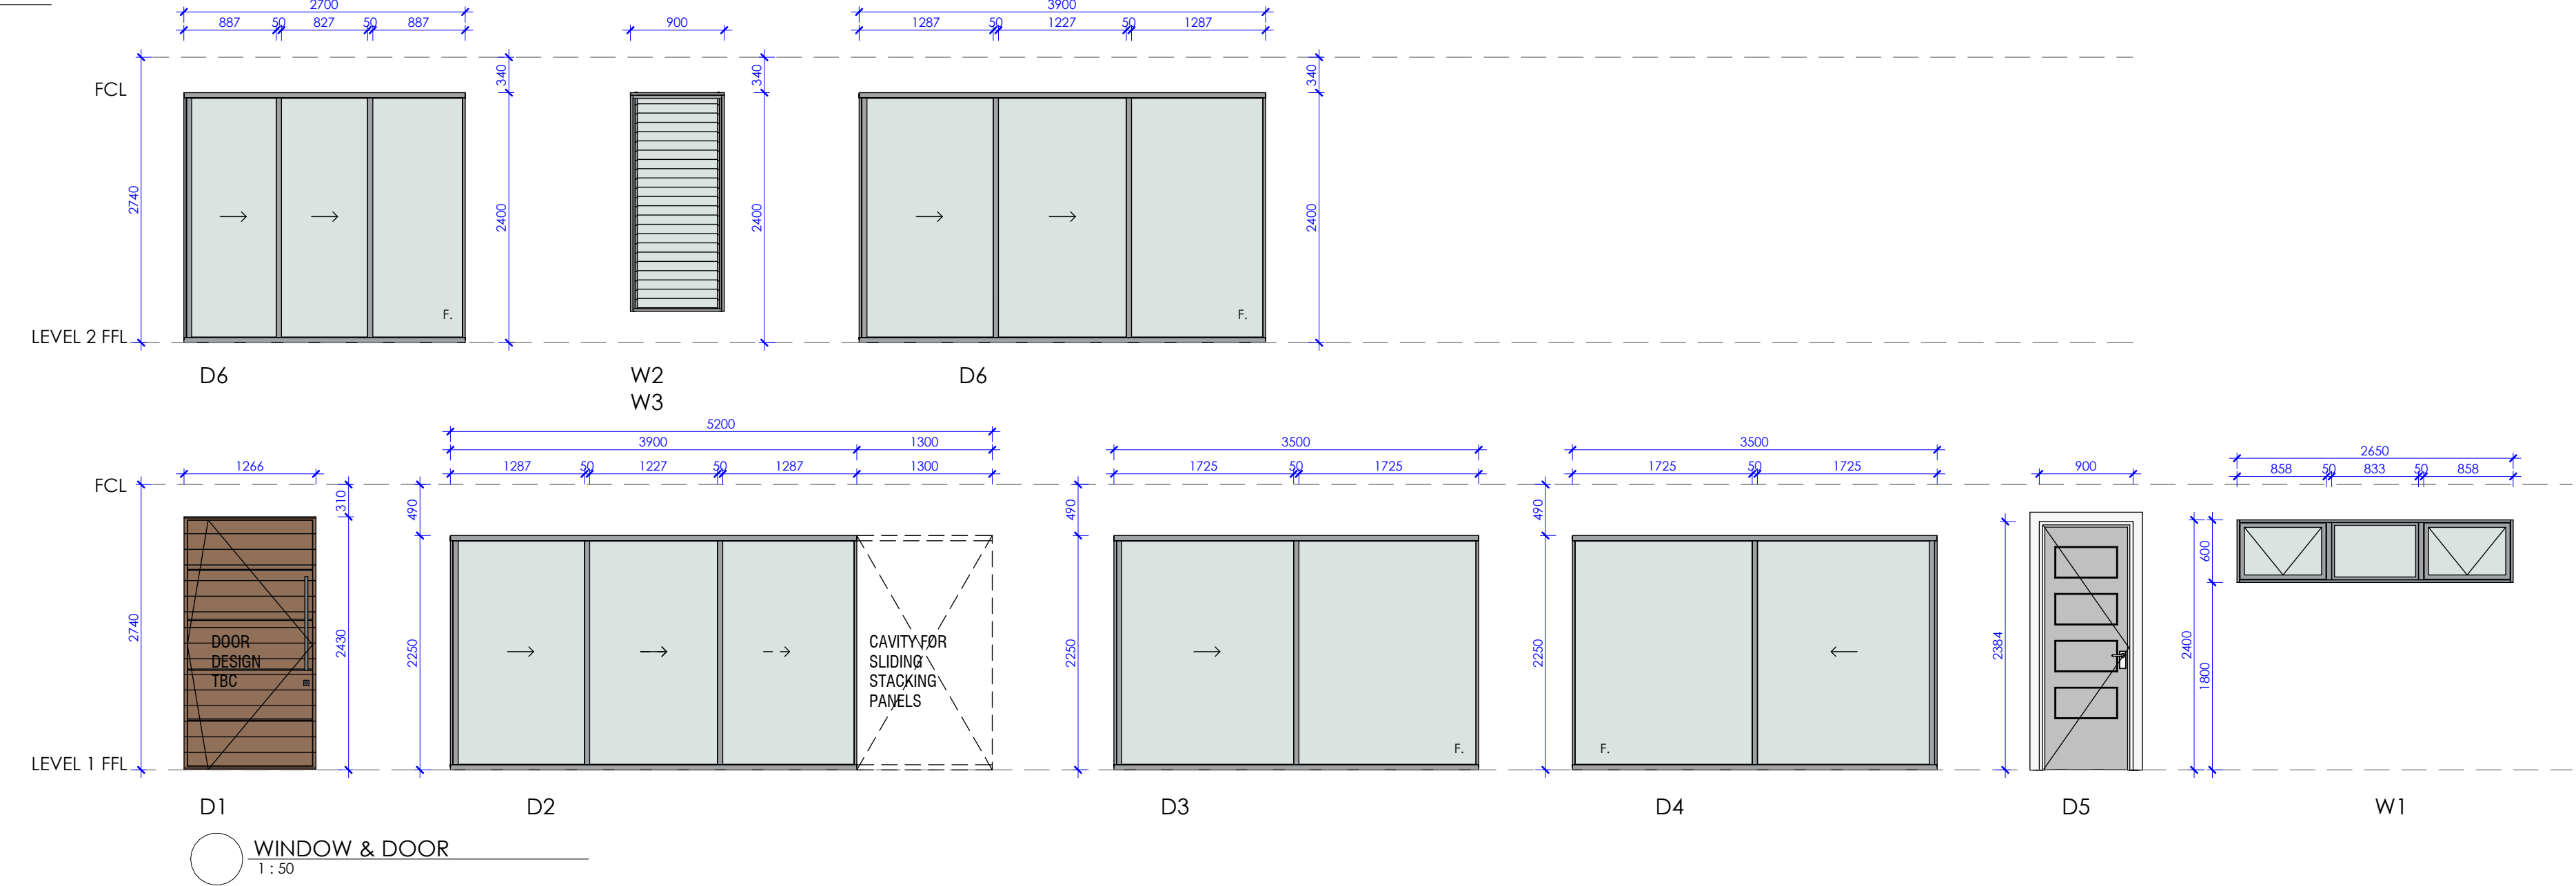 2700
887 50 827 50 887
900
3900
1287 50 1227 50 1287
FCL
340
340
340
2740
2400
2400
2400
F.
F.
LEVEL 2 FFL
D6
W2
D6
W3
5200
3900 1300
3500
3500
2650
1266
1287 50 1227 50 1287 1300
1725 50 1725
1725 50 1725
900
858 50 833 50 858
FCL
310
490
490
490
600
2740
2430
2250
2250
2250
2384
2400
1800
DOOR
DESIGN
TBC
CAVITY FOR
SLIDING
STACKING
PANELS
F.
F.
LEVEL 1 FFL
D1
D2
D3
D4
D5
W1
WINDOW & DOOR
1 : 50